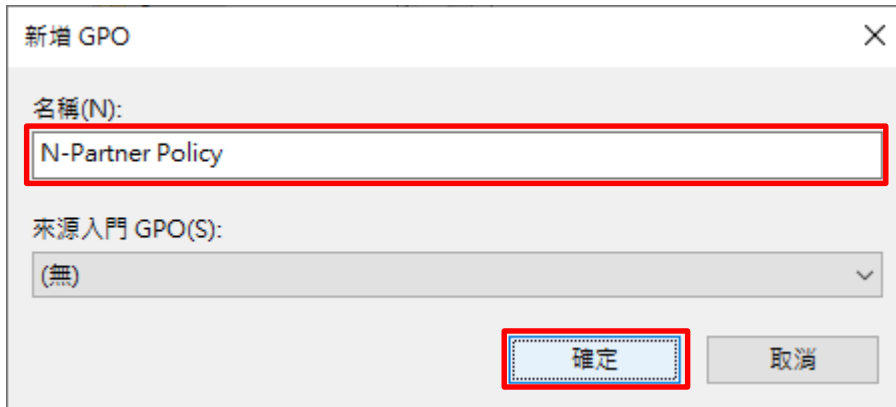 新增 GPO
名稱(N):
N-Partner Policy
來源入門 GPO(S):
(無)
確定
取消